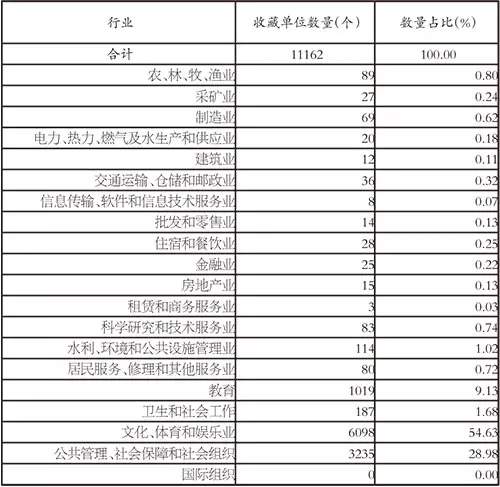 行业 收藏单位数量(个) 数量占比(%)
合计 11162 100.00
农、林、牧、渔业 89 0.80
采矿业 27 0.24
制造业 69 0.62
电力、热力、燃气及水生产和供应业 20 0.18
建筑业 12 0.11
交通运输、仓储和邮政业 36 0.32
信息传输、软件和信息技术服务业 8 0.07
批发和零售业 14 0.13
住宿和餐饮业 28 0.25
金融业 25 0.22
房地产业 15 0.13
租赁和商务服务业 3 0.03
科学研究和技术服务业 83 0.74
水利、环境和公共设施管理业 114 1.02
居民服务、修理和其他服务业 80 0.72
教育 1019 9.13
卫生和社会工作 187 1.68
文化、体育和娱乐业 6098 54.63
公共管理、社会保障和社会组织 3235 28.98
国际组织 0 0.00